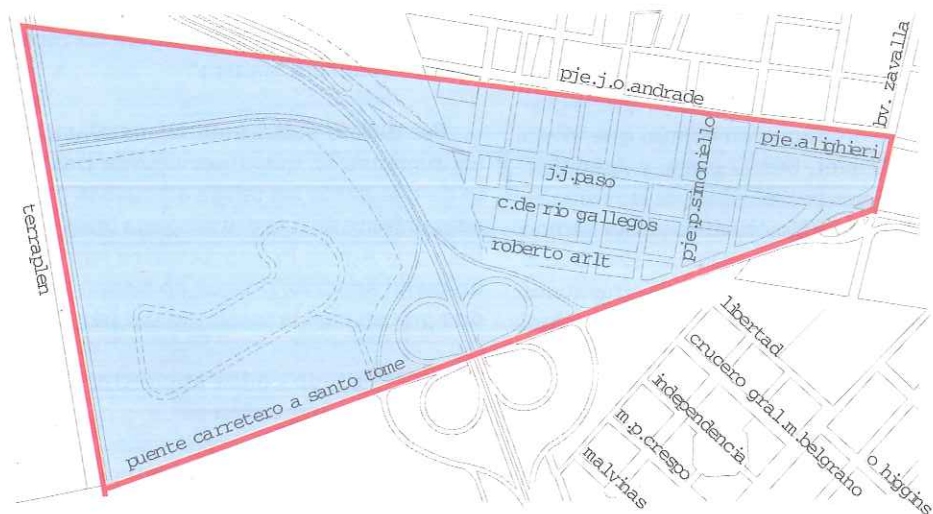 bv. zavalla
pje.j.o.andrade
pje.alighieri
pje.p.simoniello
j.j.paso
c.de rio gallegos
roberto arlt
terraplen
puente carretero a santo tome
libertad
crucero gral.m.belgrano
independencia
m.p.crespo
malvinas
o higgins